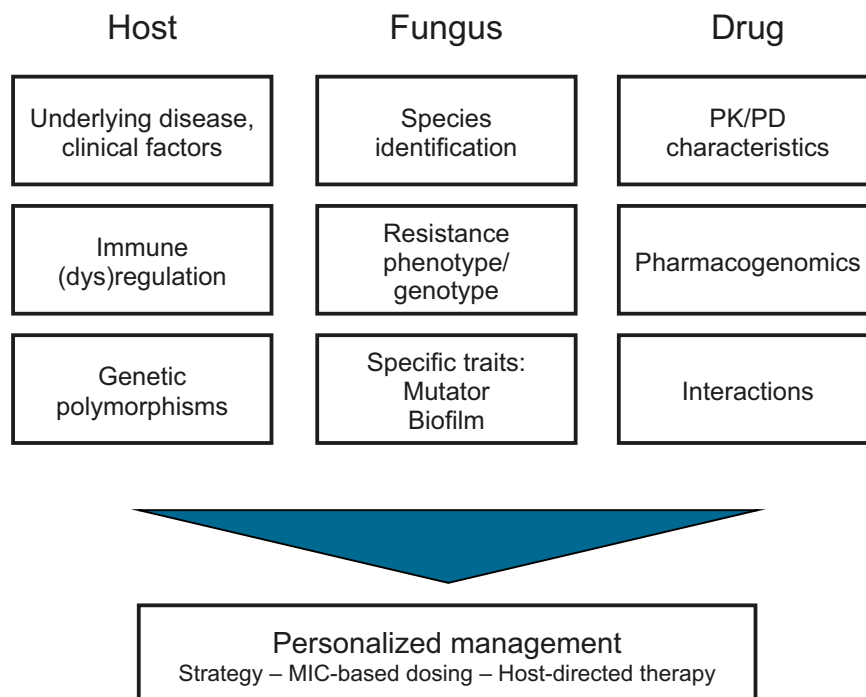 Host
Fungus
Drug
Underlying disease,
clinical factors
Species
identification
PK/PD
characteristics
Immune
(dys)regulation
Resistance
phenotype/
genotype
Pharmacogenomics
Genetic
polymorphisms
Specific traits:
Mutator
Biofilm
Interactions
Personalized management
Strategy – MIC-based dosing – Host-directed therapy